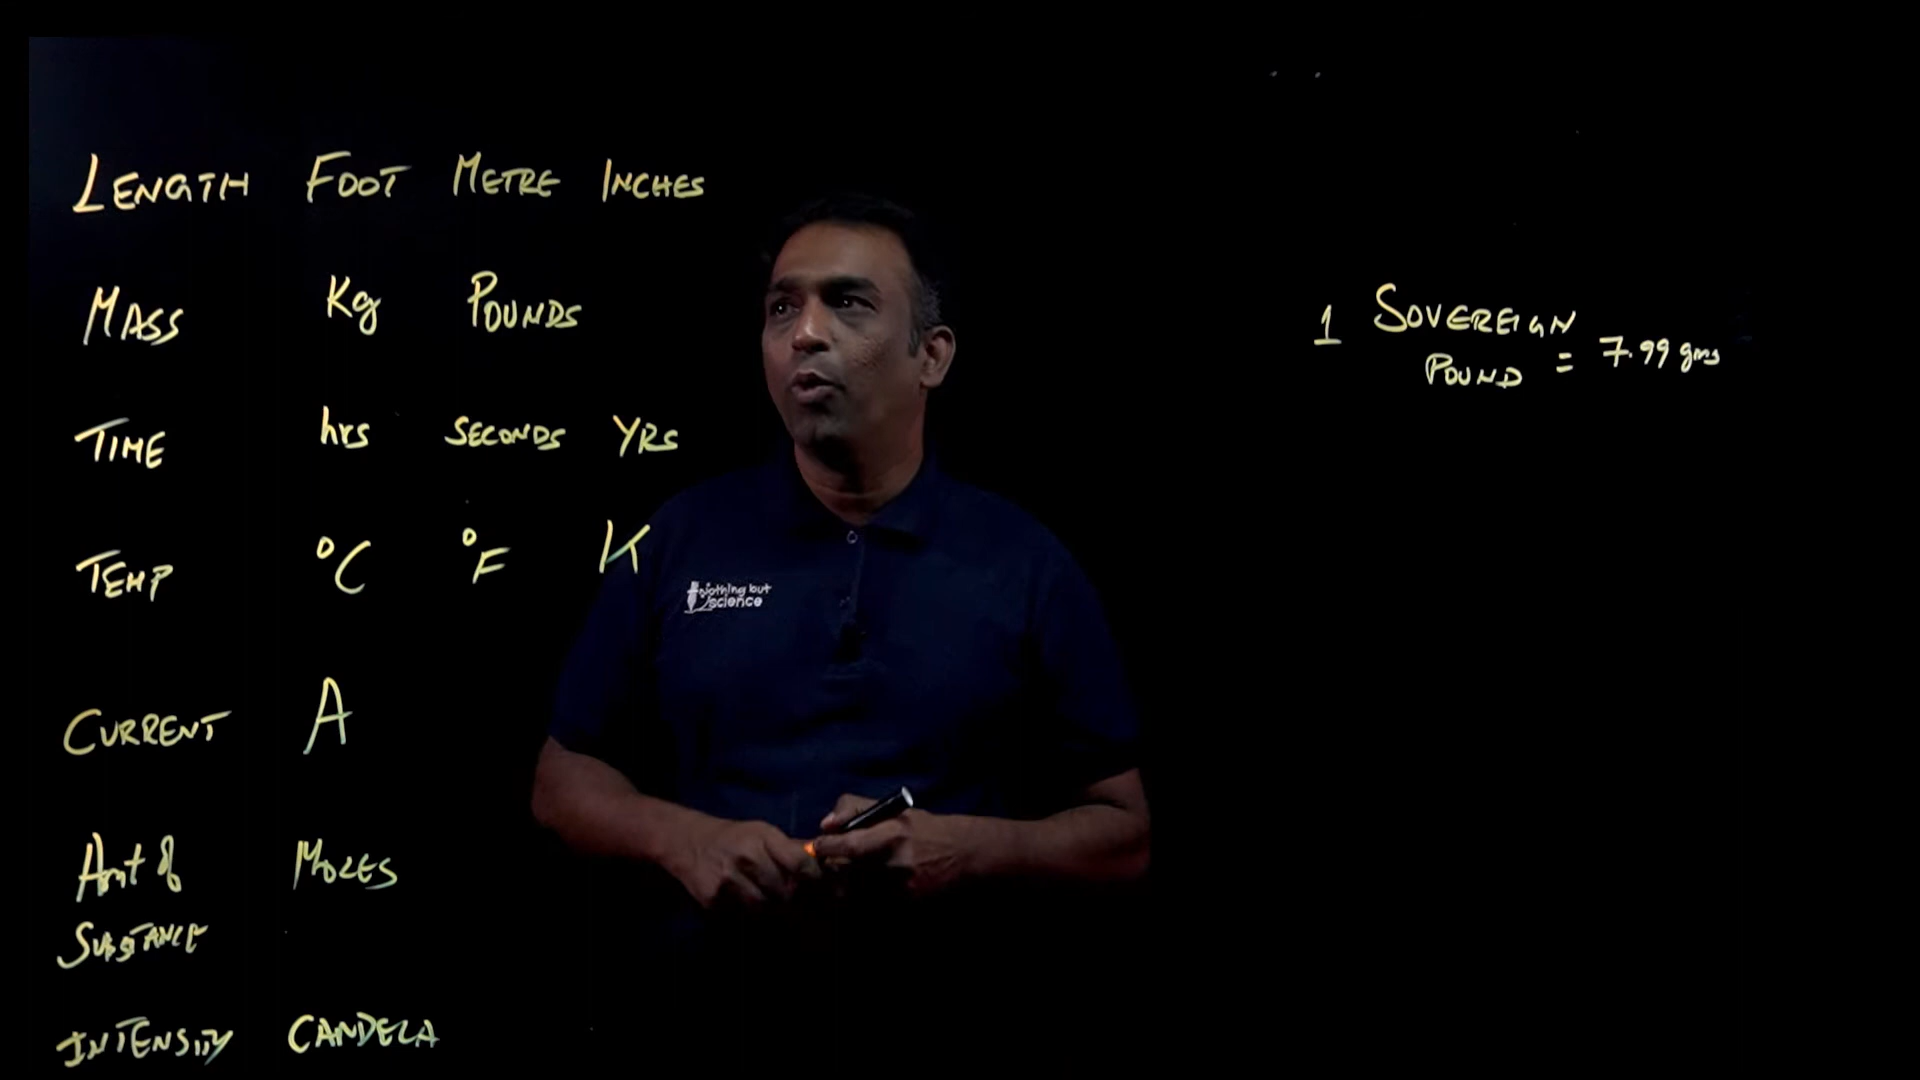 LENGTH FOOT METRE INCHES
MASS Kg POUNDS
TIME hrs SECONDS YRS
TEMP °C °F K
CURRENT A
Amt of MOLES
SUBSTANCE
INTENSITY CANDELA
1 SOVEREIGN
POUND = 7.99 gms
Nothing but
science